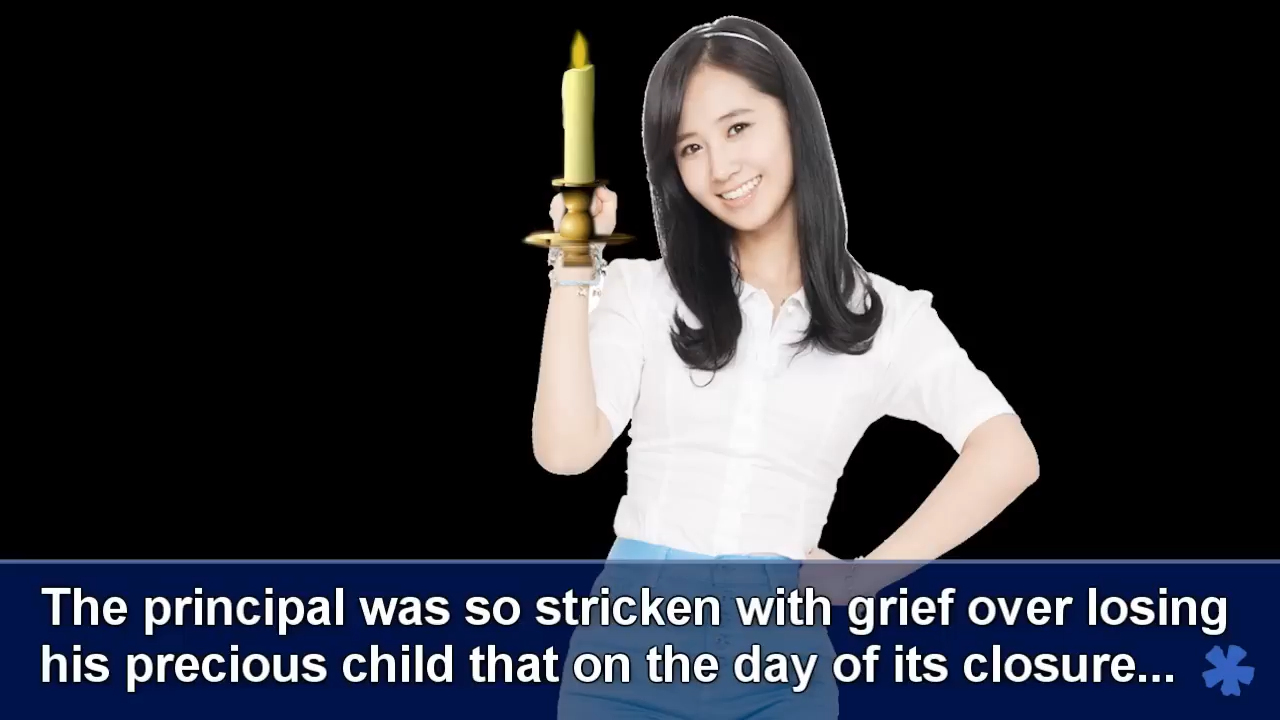 The principal was so stricken with grief over losing
his precious child that on the day of its closure...